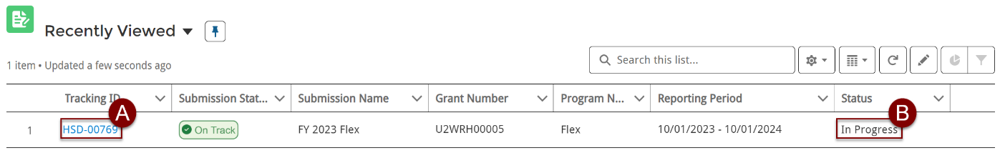 Recently Viewed
1 item • Updated a few seconds ago
Search this list...
Tracking ID Submission Stat... Submission Name Grant Number Program N... Reporting Period Status
A B
1 HSD-00769 On Track FY 2023 Flex U2WRH00005 Flex 10/01/2023 - 10/01/2024 In Progress